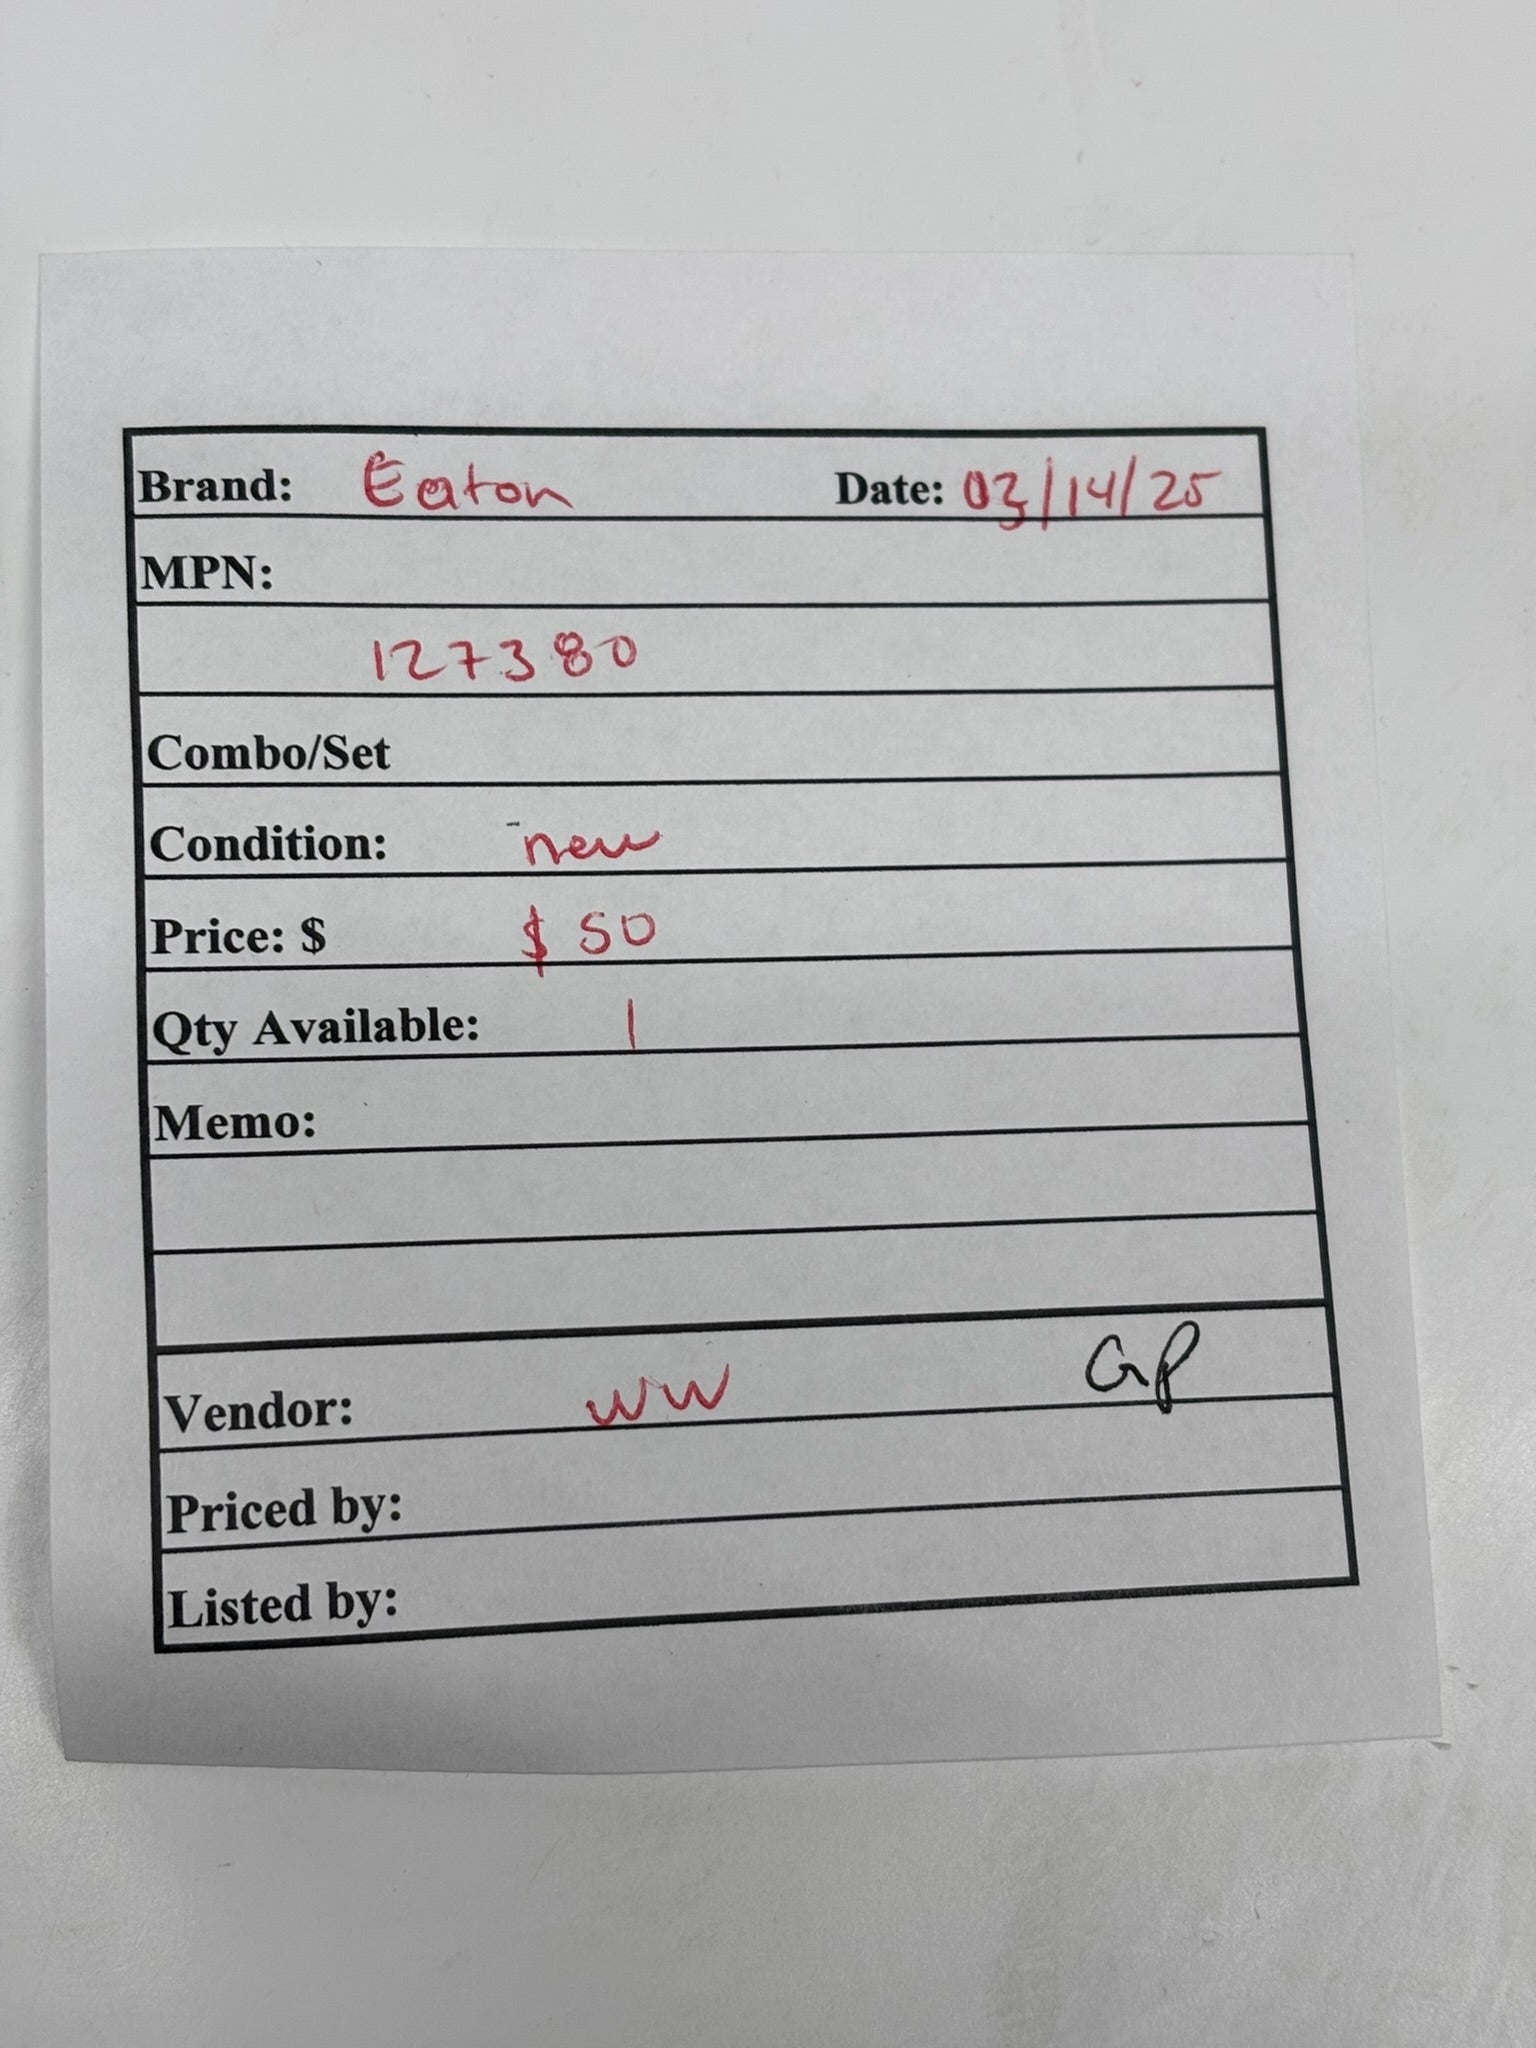 Brand: Eaton Date: 03/14/25
MPN:
127380
Combo/Set
Condition: new
Price: $ $ 50
Qty Available: 1
Memo:
Vendor: WW GP
Priced by:
Listed by: